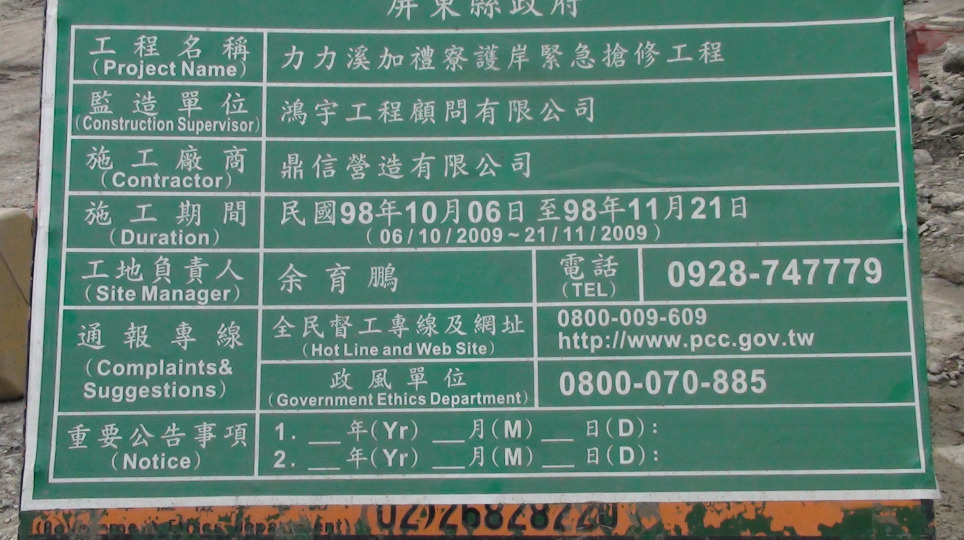 屏東縣政府
工程名稱 力力溪加禮寮護岸緊急搶修工程
(Project Name)
監造單位 鴻宇工程顧問有限公司
(Construction Supervisor)
施工廠商 鼎信營造有限公司
(Contractor)
施工期間 民國98年10月06日至98年11月21日
(Duration) (06/10/2009~21/11/2009)
工地負責人 余育鵬 電話 0928-747779
(Site Manager) (TEL)
通報專線 全民督工專線及網址 0800-009-609
(Hot Line and Web Site) http://www.pcc.gov.tw
(Complaints& Suggestions) 政風單位 0800-070-885
(Government Ethics Department)
重要公告事項 1. __年(Yr) __月(M) __日(D):
(Notice) 2. __年(Yr) __月(M) __日(D):
(Government Ethics Department) (02)26828220